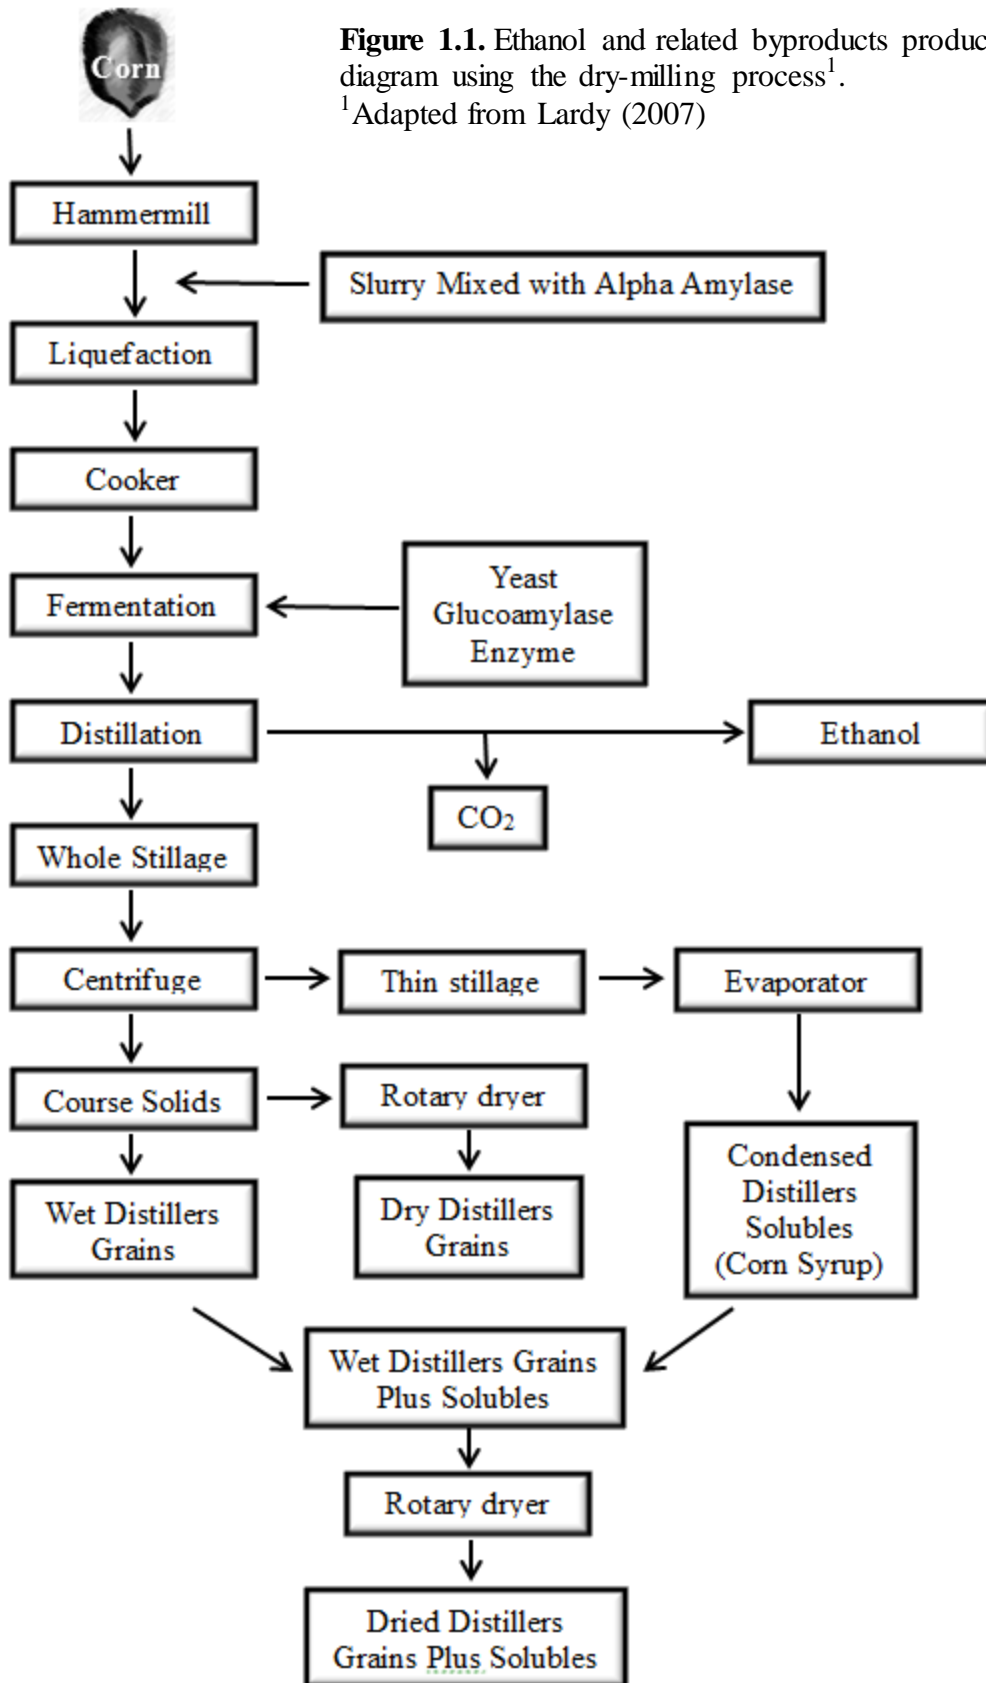 Corn
Figure 1.1. Ethanol and related byproducts produc
diagram using the dry-milling process¹.
¹Adapted from Lardy (2007)
Hammermill
Slurry Mixed with Alpha Amylase
Liquefaction
Cooker
Fermentation
Yeast
Glucoamylase
Enzyme
Distillation
Ethanol
CO₂
Whole Stillage
Centrifuge
Thin stillage
Evaporator
Course Solids
Rotary dryer
Condensed
Distillers
Solubles
(Corn Syrup)
Wet Distillers
Grains
Dry Distillers
Grains
Wet Distillers Grains
Plus Solubles
Rotary dryer
Dried Distillers
Grains Plus Solubles